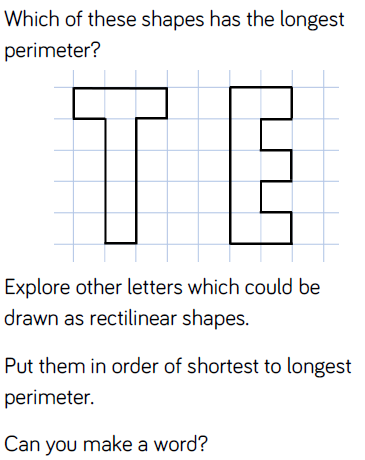 Which of these shapes has the longest
perimeter?
T E
Explore other letters which could be
drawn as rectilinear shapes.
Put them in order of shortest to longest
perimeter.
Can you make a word?